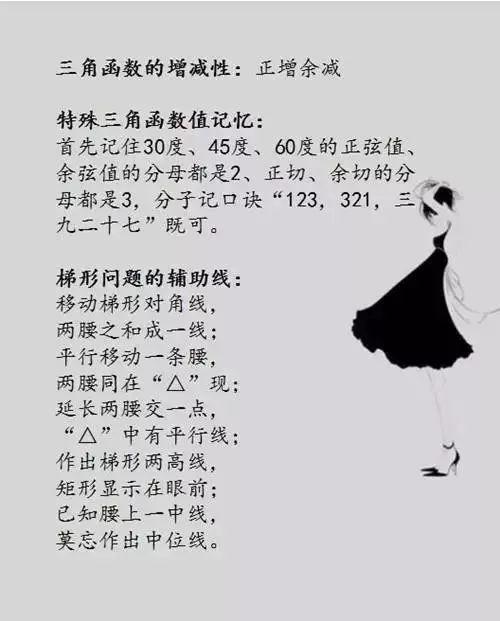 三角函数的增减性：正增余减
特殊三角函数值记忆：
首先记住30度、45度、60度的正弦值、
余弦值的分母都是2、正切、余切的分
母都是3，分子记口诀“123，321，三
九二十七”既可。
梯形问题的辅助线：
移动梯形对角线，
两腰之和成一线；
平行移动一条腰，
两腰同在“△”现；
延长两腰交一点，
“△”中有平行线；
作出梯形两高线，
矩形显示在眼前；
已知腰上一中线，
莫忘作出中位线。